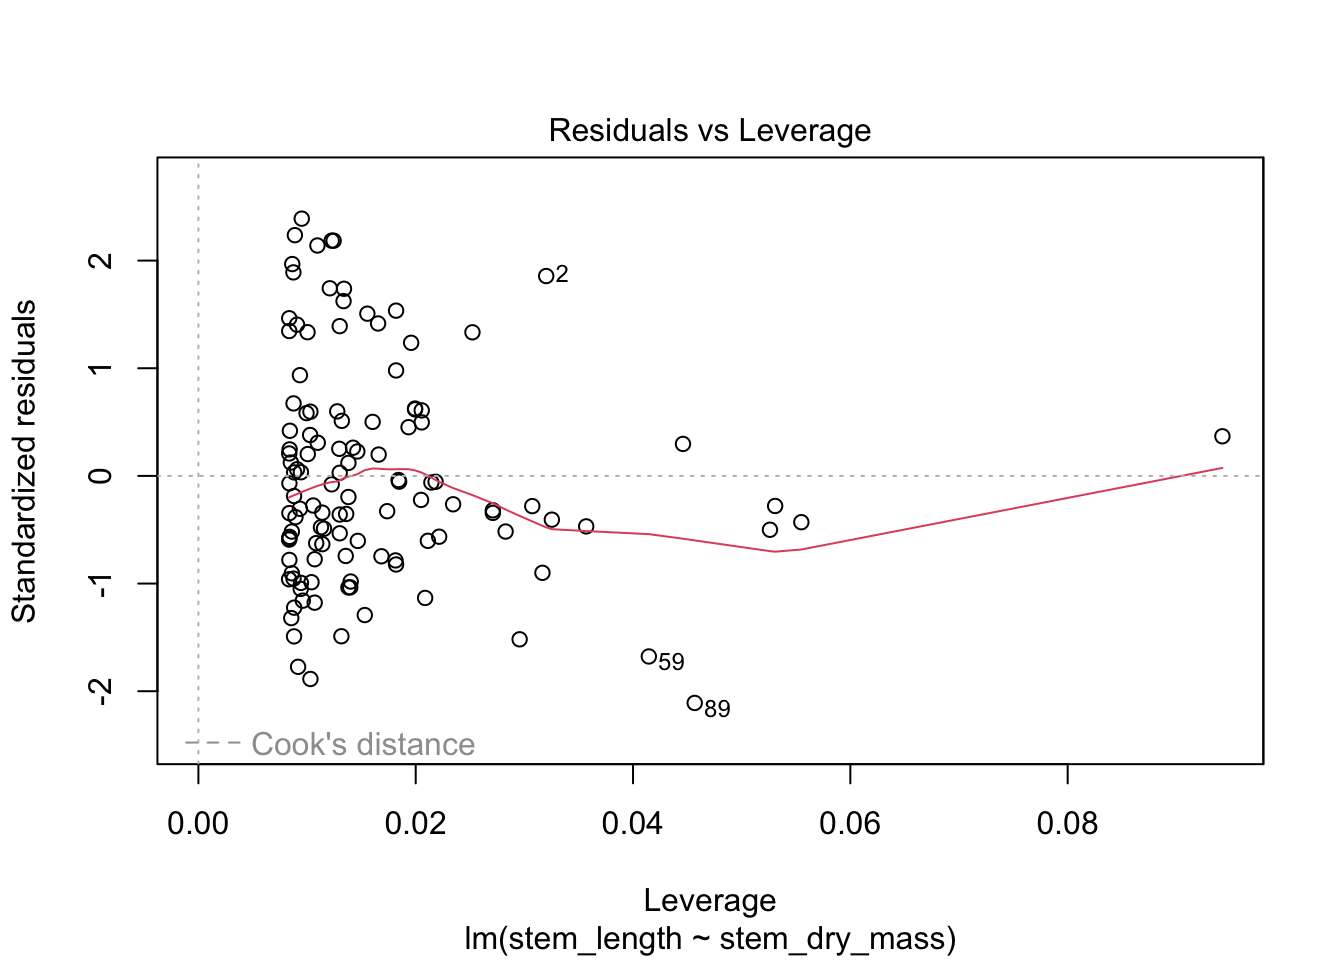 Residuals vs Leverage
Standardized residuals
2
1
0
-1
-2
2
59
89
Cook's distance
0.00 0.02 0.04 0.06 0.08
Leverage
lm(stem_length ~ stem_dry_mass)